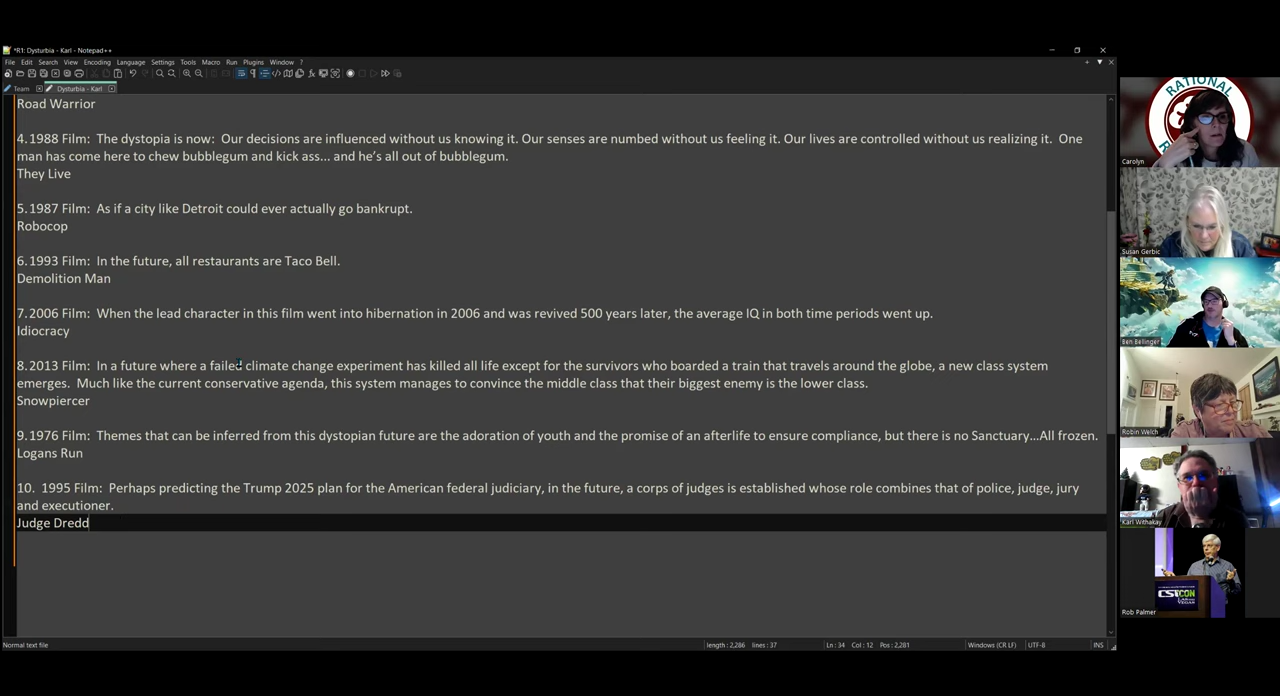 *R1: Dysturbia - Karl - Notepad++
File Edit Search View Encoding Language Settings Tools Macro Run Plugins Window ?
Team Dysturbia - Karl
Road Warrior
4.1988 Film: The dystopia is now: Our decisions are influenced without us knowing it. Our senses are numbed without us feeling it. Our lives are controlled without us realizing it. One
man has come here to chew bubblegum and kick ass... and he's all out of bubblegum.
They Live
5.1987 Film: As if a city like Detroit could ever actually go bankrupt.
Robocop
6.1993 Film: In the future, all restaurants are Taco Bell.
Demolition Man
7.2006 Film: When the lead character in this film went into hibernation in 2006 and was revived 500 years later, the average IQ in both time periods went up.
Idiocracy
8.2013 Film: In a future where a failed climate change experiment has killed all life except for the survivors who boarded a train that travels around the globe, a new class system
emerges. Much like the current conservative agenda, this system manages to convince the middle class that their biggest enemy is the lower class.
Snowpiercer
9.1976 Film: Themes that can be inferred from this dystopian future are the adoration of youth and the promise of an afterlife to ensure compliance, but there is no Sanctuary...All frozen.
Logans Run
10. 1995 Film: Perhaps predicting the Trump 2025 plan for the American federal judiciary, in the future, a corps of judges is established whose role combines that of police, judge, jury
and executioner.
Judge Dredd
Normal text file length : 2,286 lines : 37 Ln : 34 Col : 12 Pos : 2,281 Windows (CR LF) UTF-8 INS
RATIONAL
Carolyn
Susan Gerbic
Ben Bellinger
Robin Welch
Karl Withakay
CSICON
LAS VEGAS
Rob Palmer